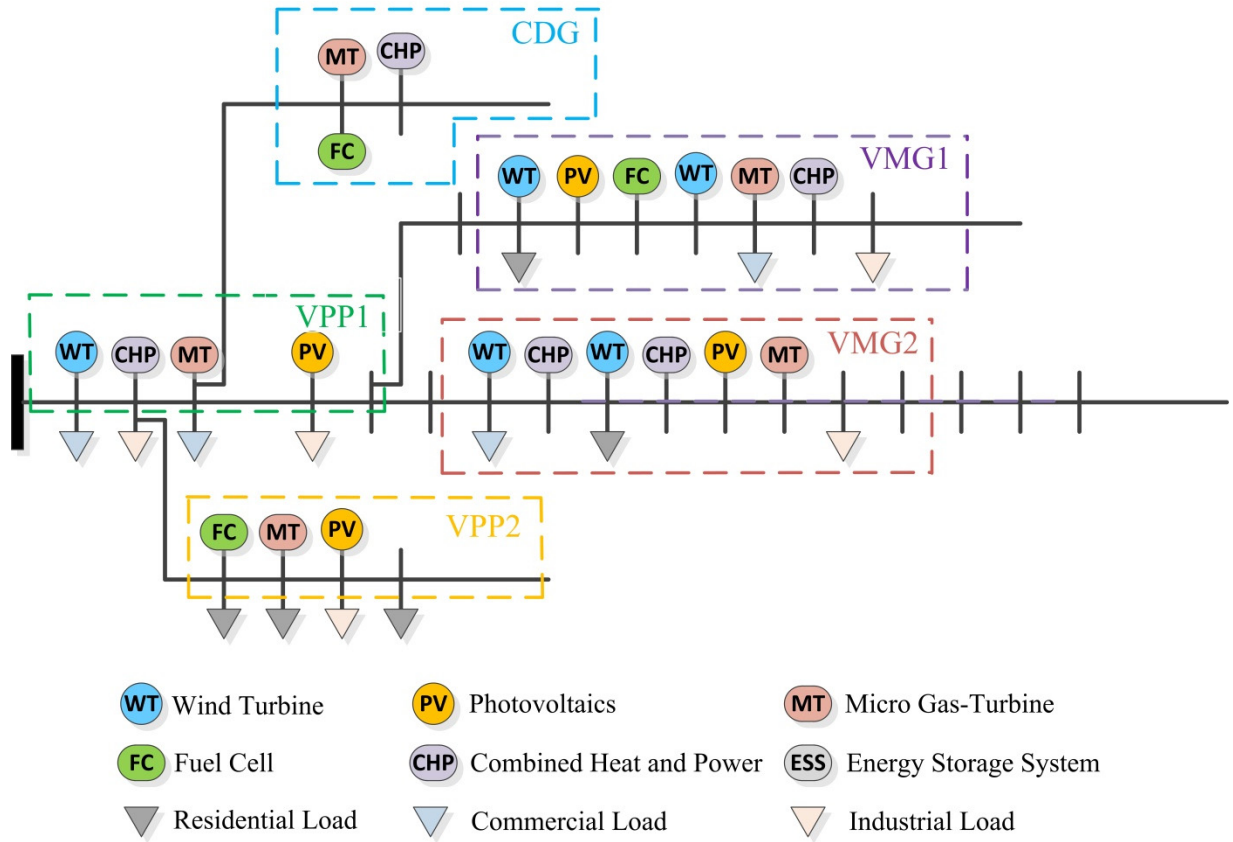 CDG
MT CHP
FC
VMG1
WT PV FC WT MT CHP
VPP1
WT CHP MT PV
VMG2
WT CHP WT CHP PV MT
VPP2
FC MT PV
WT Wind Turbine
PV Photovoltaics
MT Micro Gas-Turbine
FC Fuel Cell
CHP Combined Heat and Power
ESS Energy Storage System
Residential Load
Commercial Load
Industrial Load